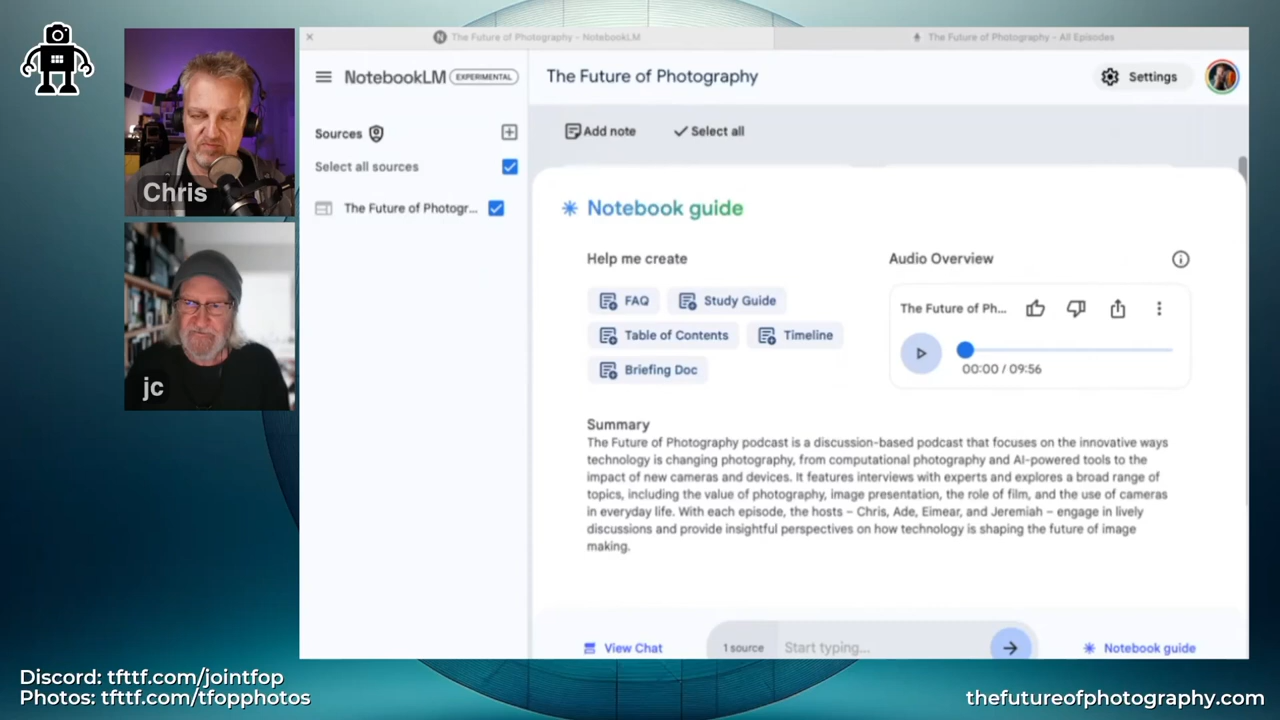 The Future of Photography - NotebookLM
The Future of Photography - All Episodes
NotebookLM EXPERIMENTAL
The Future of Photography
Settings
Sources
Select all sources
The Future of Photogr...
Add note
Select all
Notebook guide
Help me create
FAQ
Study Guide
Table of Contents
Timeline
Briefing Doc
Audio Overview
The Future of Ph...
00:00 / 09:56
Summary
The Future of Photography podcast is a discussion-based podcast that focuses on the innovative ways
technology is changing photography, from computational photography and AI-powered tools to the
impact of new cameras and devices. It features interviews with experts and explores a broad range of
topics, including the value of photography, image presentation, the role of film, and the use of cameras
in everyday life. With each episode, the hosts – Chris, Ade, Eimear, and Jeremiah – engage in lively
discussions and provide insightful perspectives on how technology is shaping the future of image
making.
View Chat
1 source
Start typing...
Notebook guide
Chris
jc
Discord: tfttf.com/jointfop
Photos: tfttf.com/tfopphotos
thefutureofphotography.com